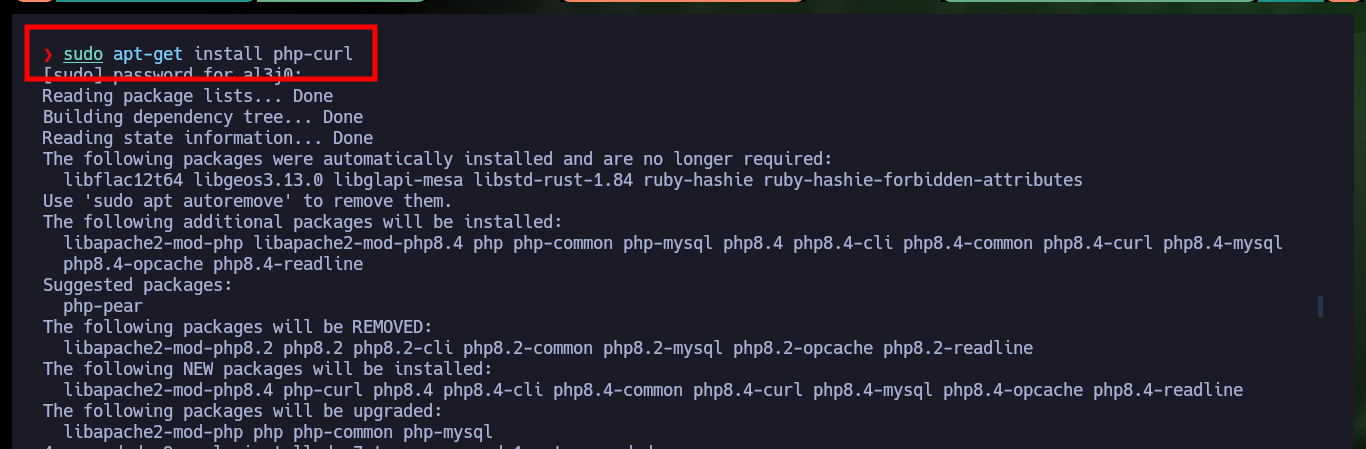 ❯ sudo apt-get install php-curl
[sudo] password for al3j0:
Reading package lists... Done
Building dependency tree... Done
Reading state information... Done
The following packages were automatically installed and are no longer required:
libflac12t64 libgeos3.13.0 libglapi-mesa libstd-rust-1.84 ruby-hashie ruby-hashie-forbidden-attributes
Use 'sudo apt autoremove' to remove them.
The following additional packages will be installed:
libapache2-mod-php libapache2-mod-php8.4 php php-common php-mysql php8.4 php8.4-cli php8.4-common php8.4-curl php8.4-mysql
php8.4-opcache php8.4-readline
Suggested packages:
php-pear
The following packages will be REMOVED:
libapache2-mod-php8.2 php8.2 php8.2-cli php8.2-common php8.2-mysql php8.2-opcache php8.2-readline
The following NEW packages will be installed:
libapache2-mod-php8.4 php-curl php8.4 php8.4-cli php8.4-common php8.4-curl php8.4-mysql php8.4-opcache php8.4-readline
The following packages will be upgraded:
libapache2-mod-php php php-common php-mysql